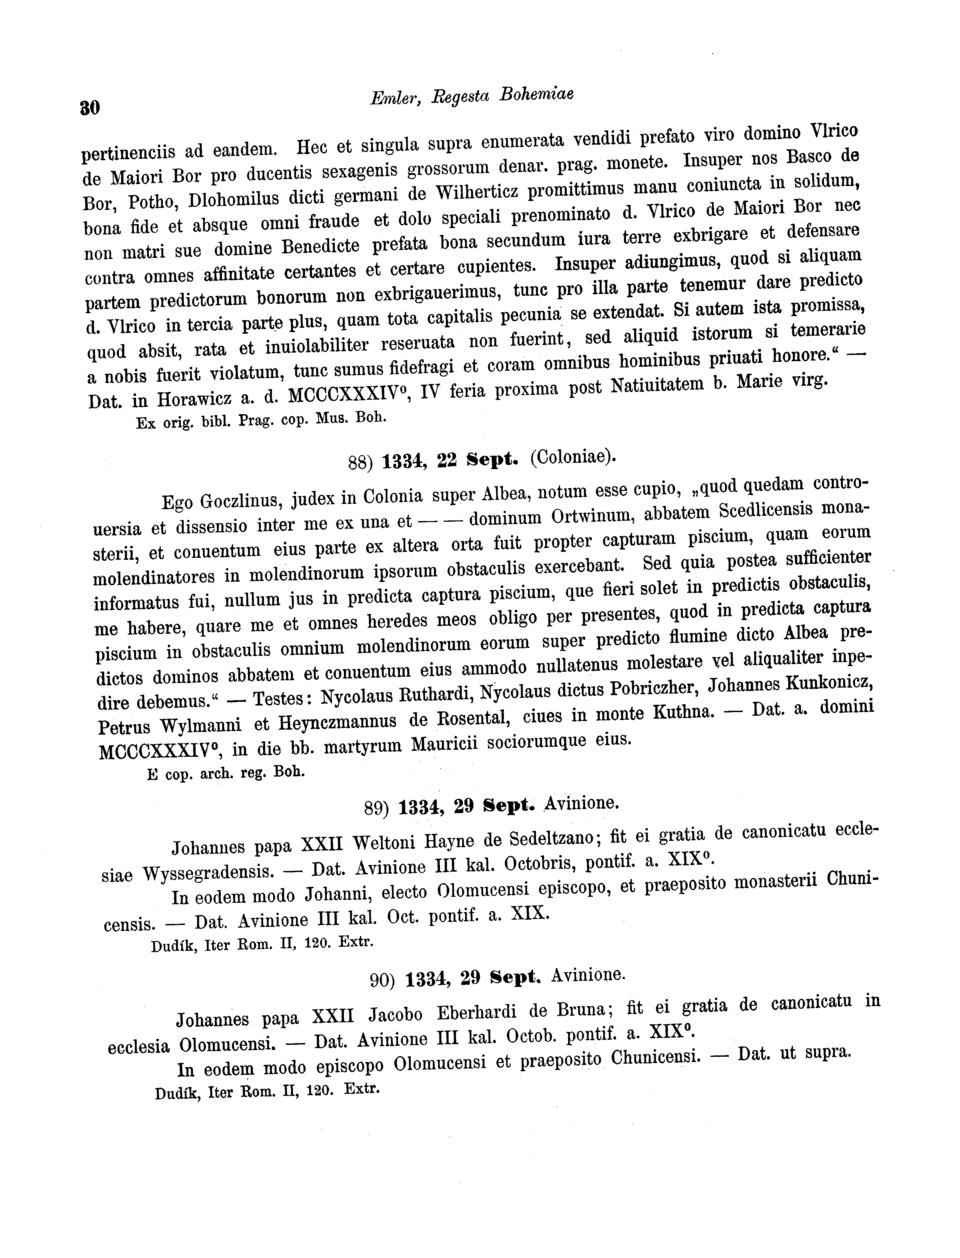 30
Emler, Regesta Bohemiae
pertinenciis ad eandem. Hec et singula supra enumerata vendidi prefato viro domino Vlrico
de Maiori Bor pro ducentis sexagenis grossorum denar. prag. monete. Insuper nos Basco de
Bor, Potho, Dlohomilus dicti germani de Wilherticz promittimus manu coniuncta in solidum,
bona fide et absque omni fraude et dolo speciali prenominato d. Vlrico de Maiori Bor nec
non matri sue domine Benedicte prefata bona secundum iura terre exbrigare et defensare
contra omnes affinitate certantes et certare cupientes. Insuper adiungimus, quod si aliquam
partem predictorum bonorum non exbrigauerimus, tunc pro illa parte tenemur dare predicto
d. Vlrico in tercia parte plus, quam tota capitalis pecunia se extendat. Si autem ista promissa,
quod absit, rata et inuiolabiliter reseruata non fuerint, sed aliquid istorum si temerarie
a nobis fuerit violatum, tunc sumus fidefragi et coram omnibus hominibus priuati honore.“ —
Dat. in Horawicz a. d. MCCCXXXIV⁰, IV feria proxima post Natiuitatem b. Marie virg.
Ex orig. bibl. Prag. cop. Mus. Boh.
88) 1334, 22 Sept. (Coloniae).
Ego Goczlinus, judex in Colonia super Albea, notum esse cupio, „quod quedam contro-
uersia et dissensio inter me ex una et — — dominum Ortwinum, abbatem Scedlicensis mona-
sterii, et conuentum eius parte ex altera orta fuit propter capturam piscium, quam eorum
molendinatores in molendinorum ipsorum obstaculis exercebant. Sed quia postea sufficienter
informatus fui, nullum jus in predicta captura piscium, que fieri solet in predictis obstaculis,
me habere, quare me et omnes heredes meos obligo per presentes, quod in predicta captura
piscium in obstaculis omnium molendinorum eorum super predicto flumine dicto Albea pre-
dictos dominos abbatem et conuentum eius ammodo nullatenus molestare vel aliqualiter inpe-
dire debemus.“ — Testes: Nycolaus Ruthardi, Nycolaus dictus Pobriczher, Johannes Kunkonicz,
Petrus Wylmanni et Heynczmannus de Rosental, ciues in monte Kuthna. — Dat. a. domini
MCCCXXXIV⁰, in die bb. martyrum Mauricii sociorumque eius.
E cop. arch. reg. Boh.
89) 1334, 29 Sept. Avinione.
Johannes papa XXII Weltoni Hayne de Sedeltzano; fit ei gratia de canonicatu eccle-
siae Wyssegradensis. — Dat. Avinione III kal. Octobris, pontif. a. XIX⁰.
In eodem modo Johanni, electo Olomucensi episcopo, et praeposito monasterii Chuni-
censis. — Dat. Avinione III kal. Oct. pontif. a. XIX.
Dudík, Iter Rom. II, 120. Extr.
90) 1334, 29 Sept. Avinione.
Johannes papa XXII Jacobo Eberhardi de Bruna; fit ei gratia de canonicatu in
ecclesia Olomucensi. — Dat. Avinione III kal. Octob. pontif. a. XIX⁰.
In eodem modo episcopo Olomucensi et praeposito Chunicensi. — Dat. ut supra.
Dudík, Iter Rom. II, 120. Extr.